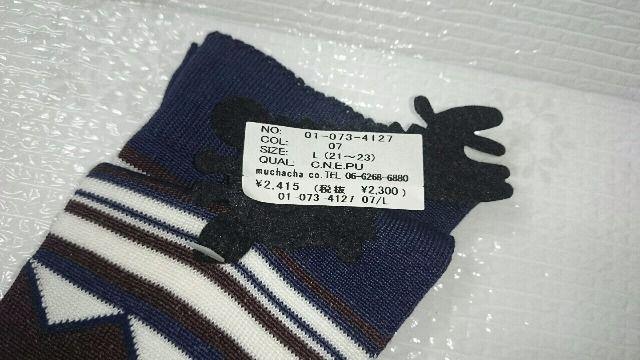 NO: 01-073-4127
COL: 07
SIZE: L (21～23)
QUAL: C.N.E.PU
muchacha co. TEL 06-6268-6880
¥2,415 (税抜 ¥2,300)
01-073-4127 07/L